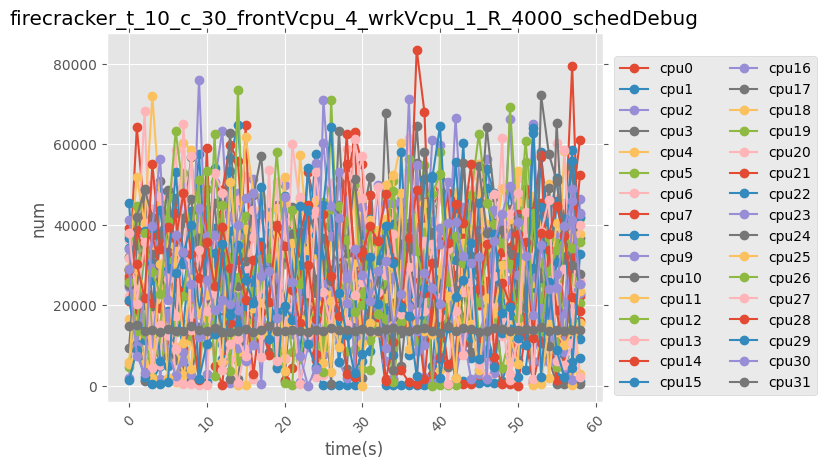 firecracker_t_10_c_30_frontVcpu_4_wrkVcpu_1_R_4000_schedDebug
80000
60000
40000
20000
0
num
0 10 20 30 40 50 60
time(s)
cpu0 cpu16
cpu1 cpu17
cpu2 cpu18
cpu3 cpu19
cpu4 cpu20
cpu5 cpu21
cpu6 cpu22
cpu7 cpu23
cpu8 cpu24
cpu9 cpu25
cpu10 cpu26
cpu11 cpu27
cpu12 cpu28
cpu13 cpu29
cpu14 cpu30
cpu15 cpu31